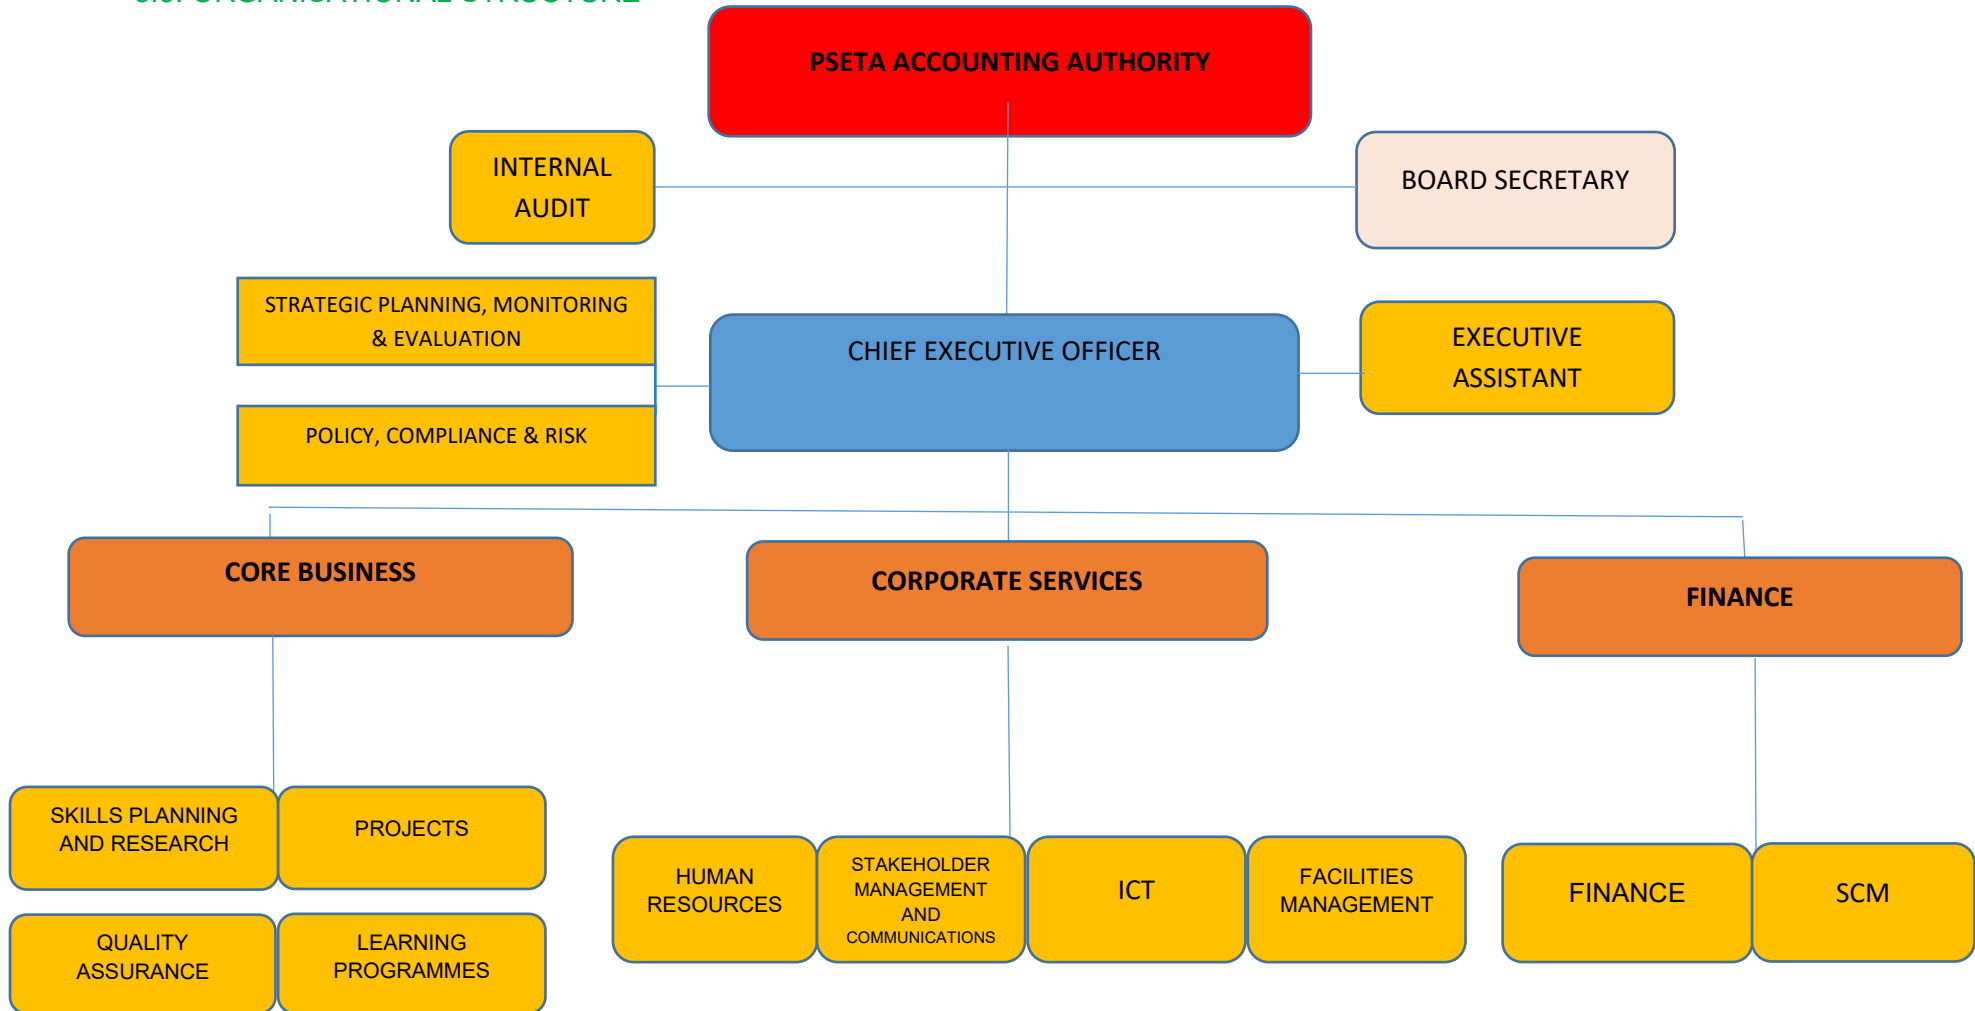 PSETA ACCOUNTING AUTHORITY
INTERNAL
AUDIT
BOARD SECRETARY
STRATEGIC PLANNING, MONITORING
& EVALUATION
CHIEF EXECUTIVE OFFICER
EXECUTIVE
ASSISTANT
POLICY, COMPLIANCE & RISK
CORE BUSINESS
CORPORATE SERVICES
FINANCE
SKILLS PLANNING
AND RESEARCH
PROJECTS
QUALITY
ASSURANCE
LEARNING
PROGRAMMES
HUMAN
RESOURCES
STAKEHOLDER
MANAGEMENT
AND
COMMUNICATIONS
ICT
FACILITIES
MANAGEMENT
FINANCE
SCM